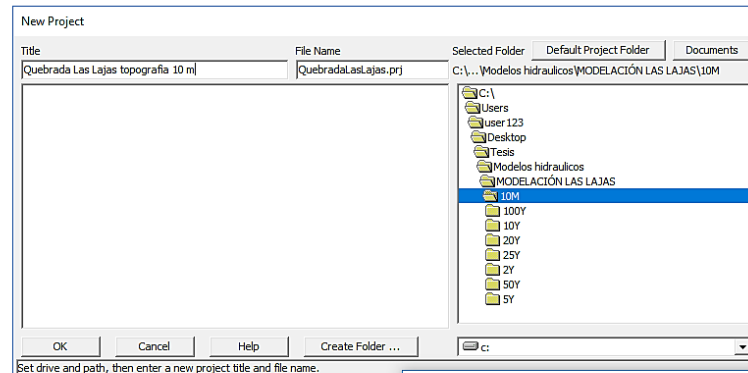 New Project
Title File Name Selected Folder Default Project Folder Documents
Quebrada Las Lajas topografia 10 m QuebradaLasLajas.prj C:\...\Modelos hidraulicos\MODELACIÓN LAS LAJAS\10M
C:\
Users
user123
Desktop
Tesis
Modelos hidraulicos
MODELACIÓN LAS LAJAS
10M
100Y
10Y
20Y
25Y
2Y
50Y
5Y
OK Cancel Help Create Folder ... c:
Set drive and path, then enter a new project title and file name.